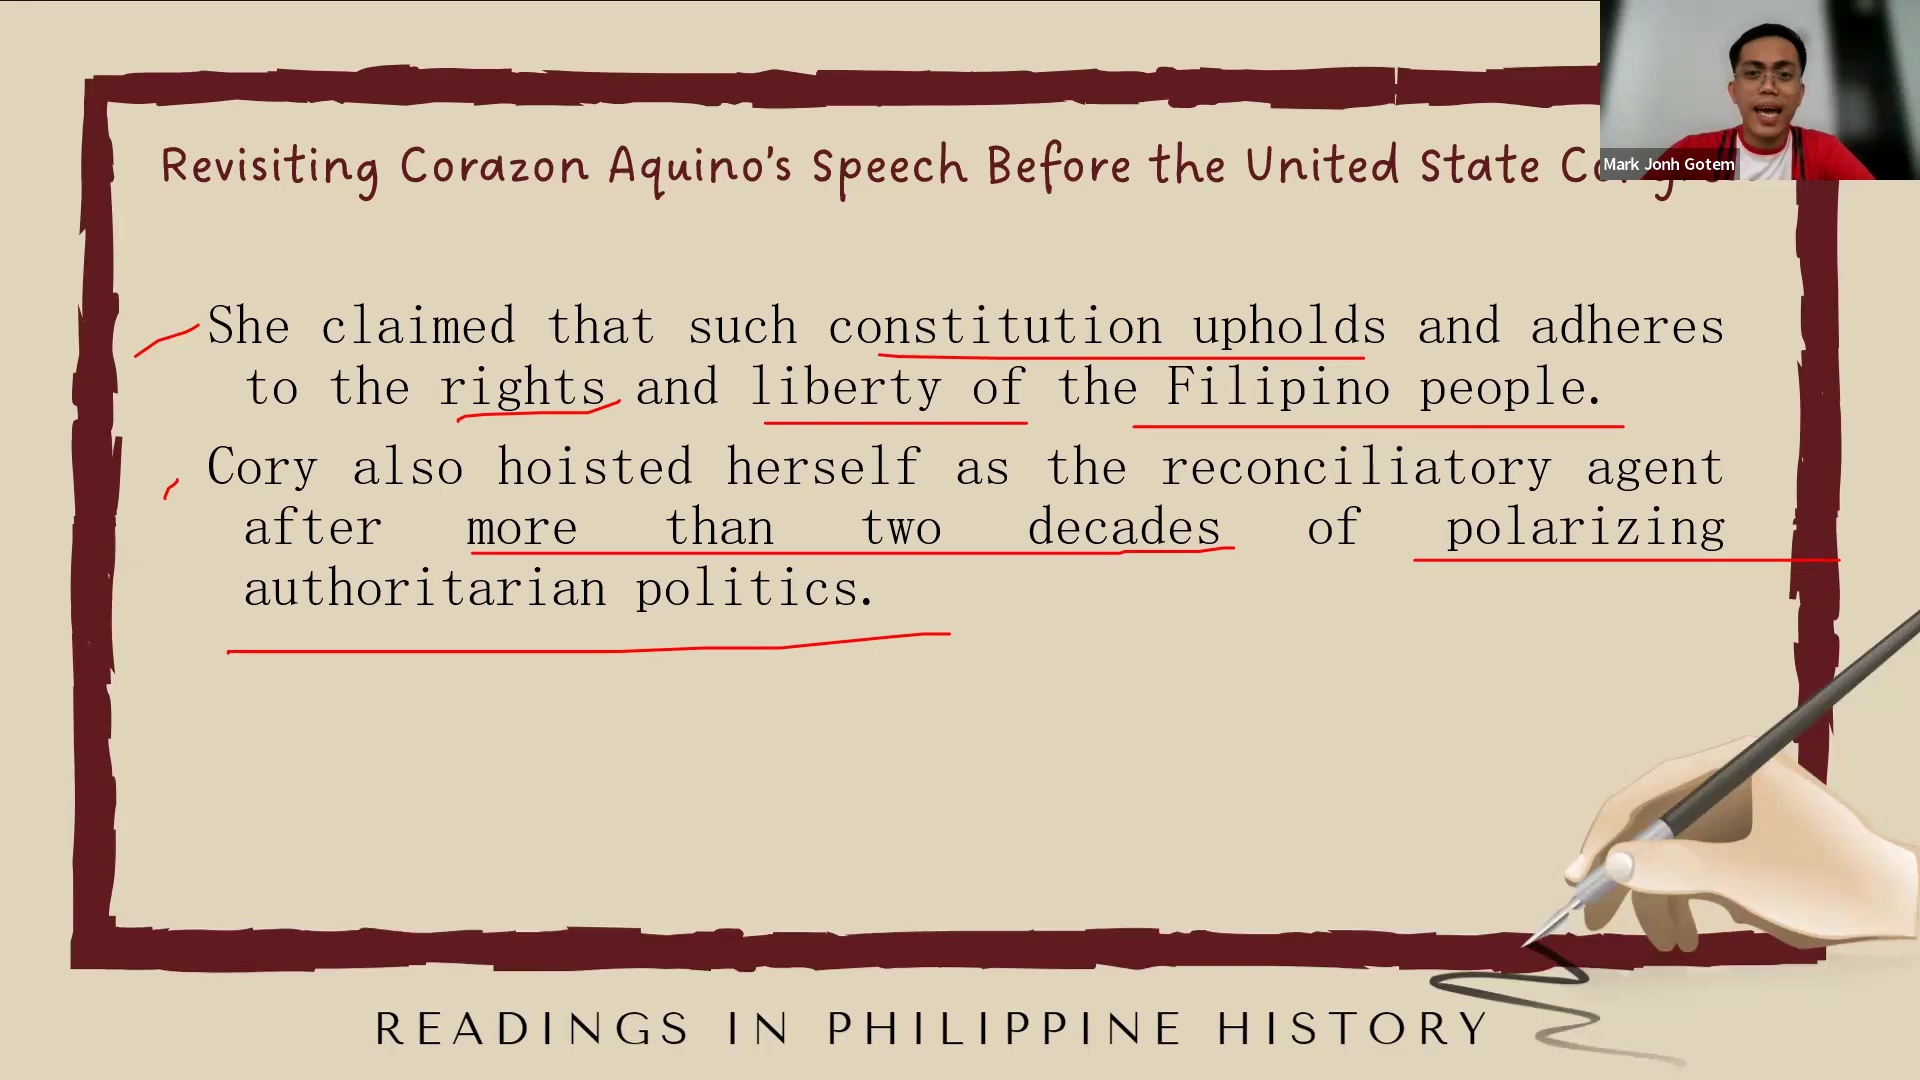 Revisiting Corazon Aquino's Speech Before the United State
Mark Jonh Gotem
She claimed that such constitution upholds and adheres
to the rights and liberty of the Filipino people.
Cory also hoisted herself as the reconciliatory agent
after more than two decades of polarizing
authoritarian politics.
READINGS IN PHILIPPINE HISTORY